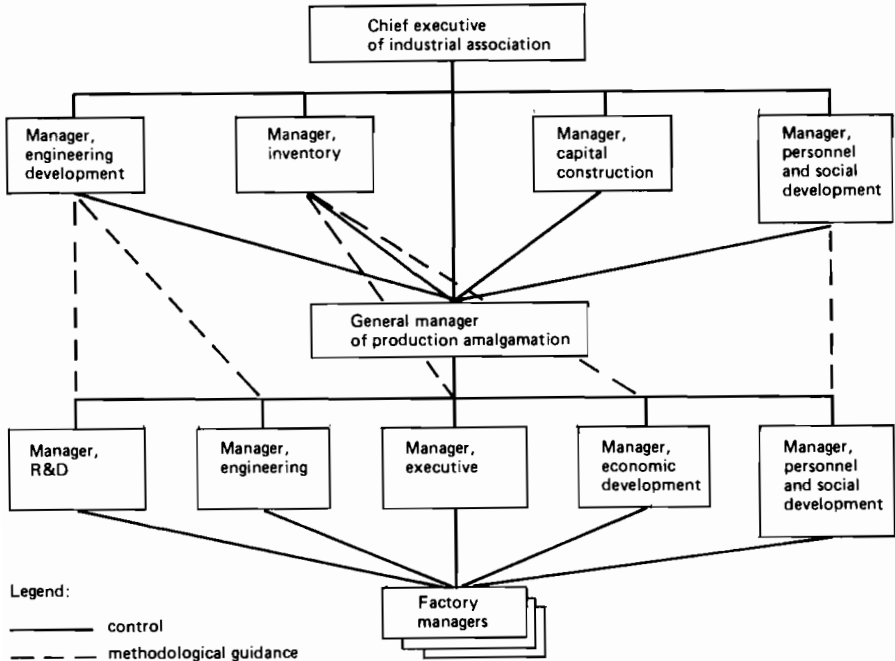 Chief executive
of industrial association
Manager,
engineering
development
Manager,
inventory
Manager,
capital
construction
Manager,
personnel
and social
development
General manager
of production amalgamation
Manager,
R&D
Manager,
engineering
Manager,
executive
Manager,
economic
development
Manager,
personnel
and social
development
Factory
managers
Legend:
control
methodological guidance